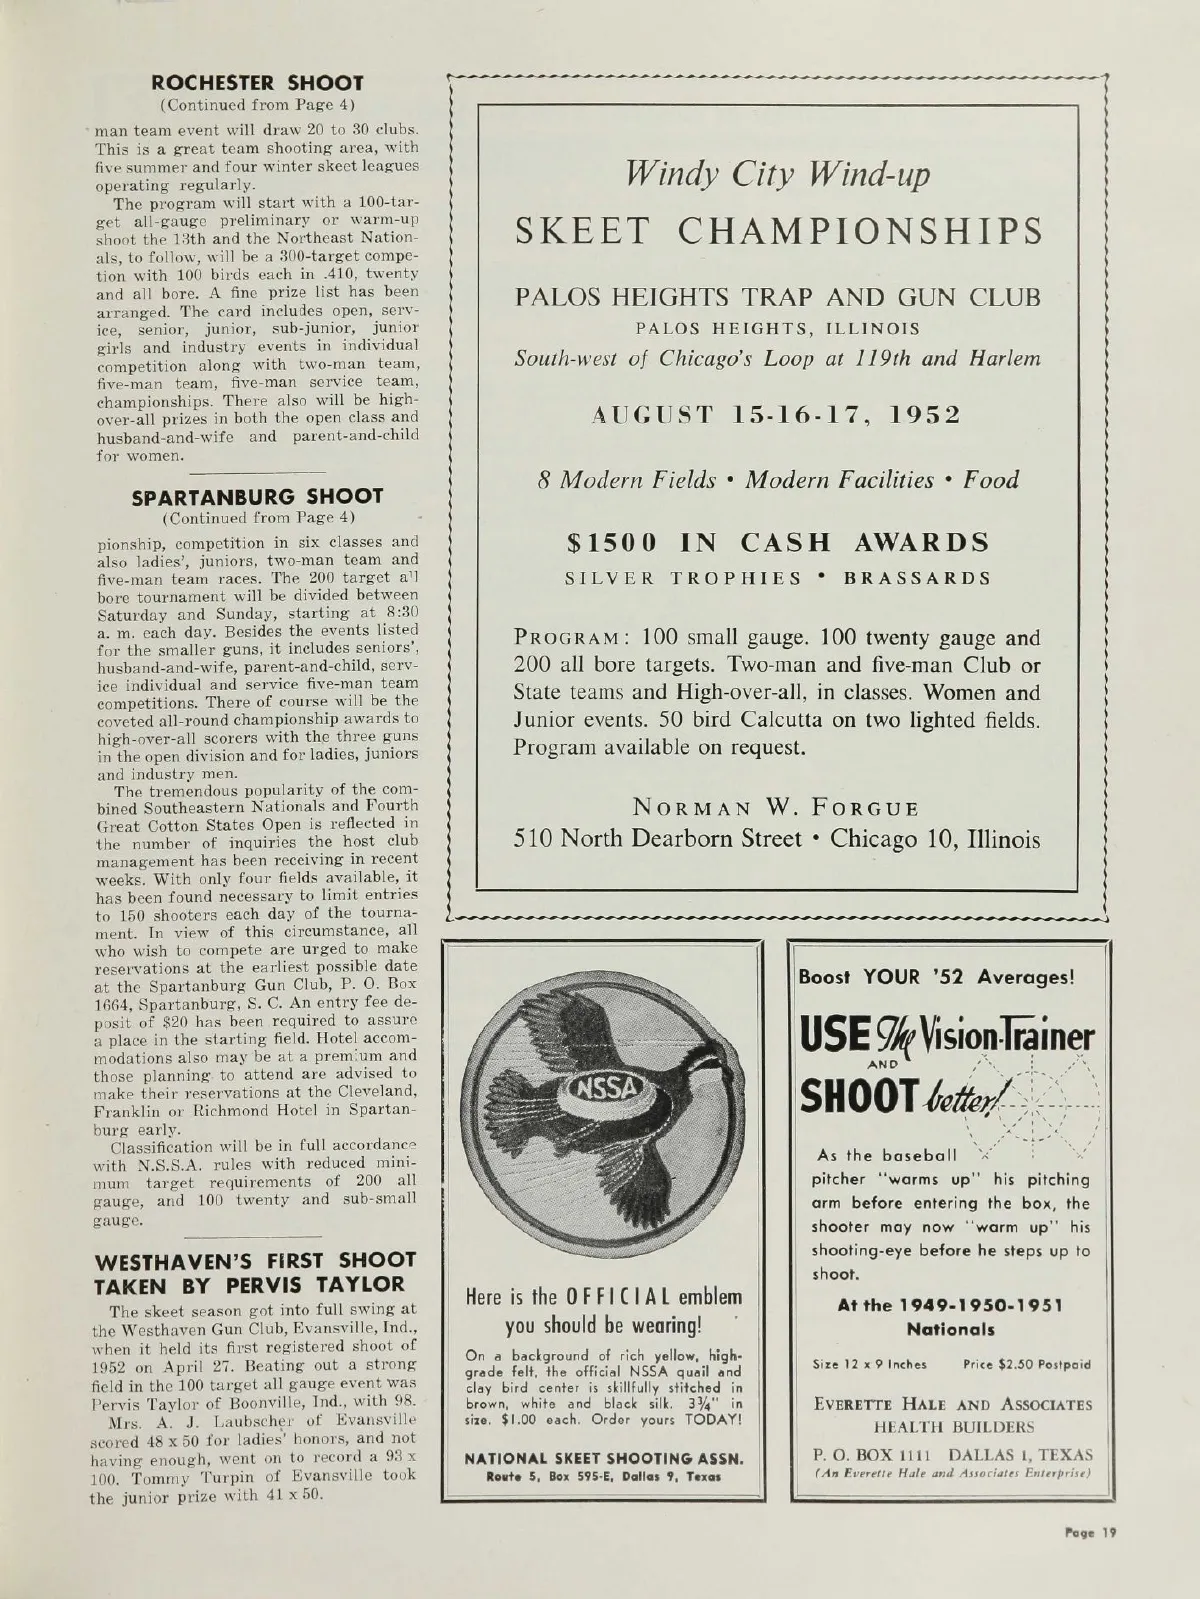 ROCHESTER SHOOT
(Continued from Page 4)
man team event will draw 20 to 30 clubs.
This is a great team shooting area, with
five summer and four winter skeet leagues
operating regularly.
The program will start with a 100-tar-
get all-gauge preliminary or warm-up
shoot the 13th and the Northeast Nation-
als, to follow, will be a 300-target compe-
tion with 100 birds each in .410, twenty
and all bore. A fine prize list has been
arranged. The card includes open, serv-
ice, senior, junior, sub-junior, junior
girls and industry events in individual
competition along with two-man team,
five-man team, five-man service team,
championships. There also will be high-
over-all prizes in both the open class and
husband-and-wife and parent-and-child
for women.
SPARTANBURG SHOOT
(Continued from Page 4)
pionship, competition in six classes and
also ladies', juniors, two-man team and
five-man team races. The 200 target all
bore tournament will be divided between
Saturday and Sunday, starting at 8:30
a. m. each day. Besides the events listed
for the smaller guns, it includes seniors',
husband-and-wife, parent-and-child, serv-
ice individual and service five-man team
competitions. There of course will be the
coveted all-round championship awards to
high-over-all scorers with the three guns
in the open division and for ladies, juniors
and industry men.
The tremendous popularity of the com-
bined Southeastern Nationals and Fourth
Great Cotton States Open is reflected in
the number of inquiries the host club
management has been receiving in recent
weeks. With only four fields available, it
has been found necessary to limit entries
to 150 shooters each day of the tourna-
ment. In view of this circumstance, all
who wish to compete are urged to make
reservations at the earliest possible date
at the Spartanburg Gun Club, P. O. Box
1664, Spartanburg, S. C. An entry fee de-
posit of $20 has been required to assure
a place in the starting field. Hotel accom-
modations also may be at a premium and
those planning to attend are advised to
make their reservations at the Cleveland,
Franklin or Richmond Hotel in Spartan-
burg early.
Classification will be in full accordance
with N.S.S.A. rules with reduced mini-
mum target requirements of 200 all
gauge, and 100 twenty and sub-small
gauge.
WESTHAVEN'S FIRST SHOOT
TAKEN BY PERVIS TAYLOR
The skeet season got into full swing at
the Westhaven Gun Club, Evansville, Ind.,
when it held its first registered shoot of
1952 on April 27. Beating out a strong
field in the 100 target all gauge event was
Pervis Taylor of Boonville, Ind., with 98.
Mrs. A. J. Laubscher of Evansville
scored 48 x 50 for ladies' honors, and not
having enough, went on to record a 93 x
100. Tommy Turpin of Evansville took
the junior prize with 41 x 50.
Windy City Wind-up
SKEET CHAMPIONSHIPS
PALOS HEIGHTS TRAP AND GUN CLUB
PALOS HEIGHTS, ILLINOIS
South-west of Chicago's Loop at 119th and Harlem
AUGUST 15-16-17, 1952
8 Modern Fields • Modern Facilities • Food
$1500 IN CASH AWARDS
SILVER TROPHIES • BRASSARDS
PROGRAM: 100 small gauge. 100 twenty gauge and
200 all bore targets. Two-man and five-man Club or
State teams and High-over-all, in classes. Women and
Junior events. 50 bird Calcutta on two lighted fields.
Program available on request.
NORMAN W. FORGUE
510 North Dearborn Street • Chicago 10, Illinois
NSSA
Here is the OFFICIAL emblem
you should be wearing!
On a background of rich yellow, high-
grade felt, the official NSSA quail and
clay bird center is skillfully stitched in
brown, white and black silk. 3¾" in
size. $1.00 each. Order yours TODAY!
NATIONAL SKEET SHOOTING ASSN.
Route 5, Box 595-E, Dallas 9, Texas
Boost YOUR '52 Averages!
USE The Vision-Trainer
AND
SHOOT better!
As the baseball
pitcher "warms up" his pitching
arm before entering the box, the
shooter may now "warm up" his
shooting-eye before he steps up to
shoot.
At the 1949-1950-1951
Nationals
Size 12 x 9 Inches Price $2.50 Postpaid
EVERETTE HALE AND ASSOCIATES
HEALTH BUILDERS
P. O. BOX 1111 DALLAS 1, TEXAS
(An Everette Hale and Associates Enterprise)
Page 19